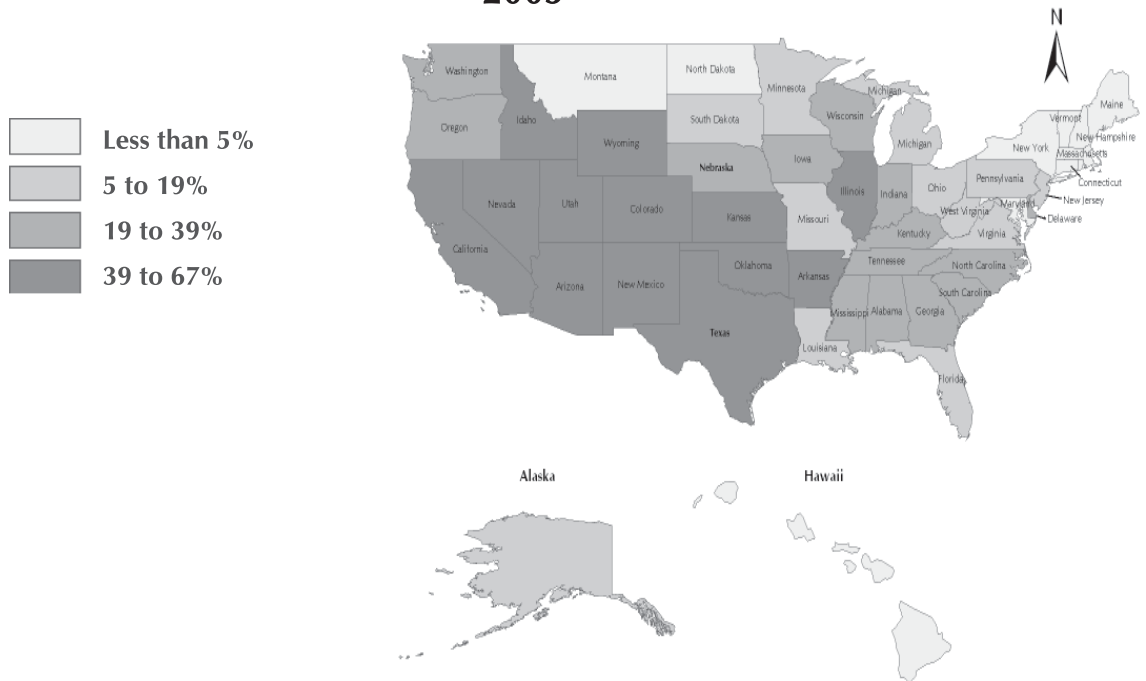 N
Less than 5%
5 to 19%
19 to 39%
39 to 67%
Washington
Montana
North Dakota
Minnesota
Michigan
Maine
Vermont
New Hampshire
Oregon
Idaho
Wyoming
South Dakota
Wisconsin
Michigan
New York
Massachusetts
Connecticut
Nebraska
Iowa
Pennsylvania
New Jersey
Nevada
Utah
Colorado
Kansas
Missouri
Illinois
Indiana
Ohio
West Virginia
Maryland
Delaware
California
Kentucky
Virginia
Arizona
New Mexico
Oklahoma
Arkansas
Tennessee
North Carolina
South Carolina
Texas
Mississippi
Alabama
Georgia
Louisiana
Florida
Alaska
Hawaii